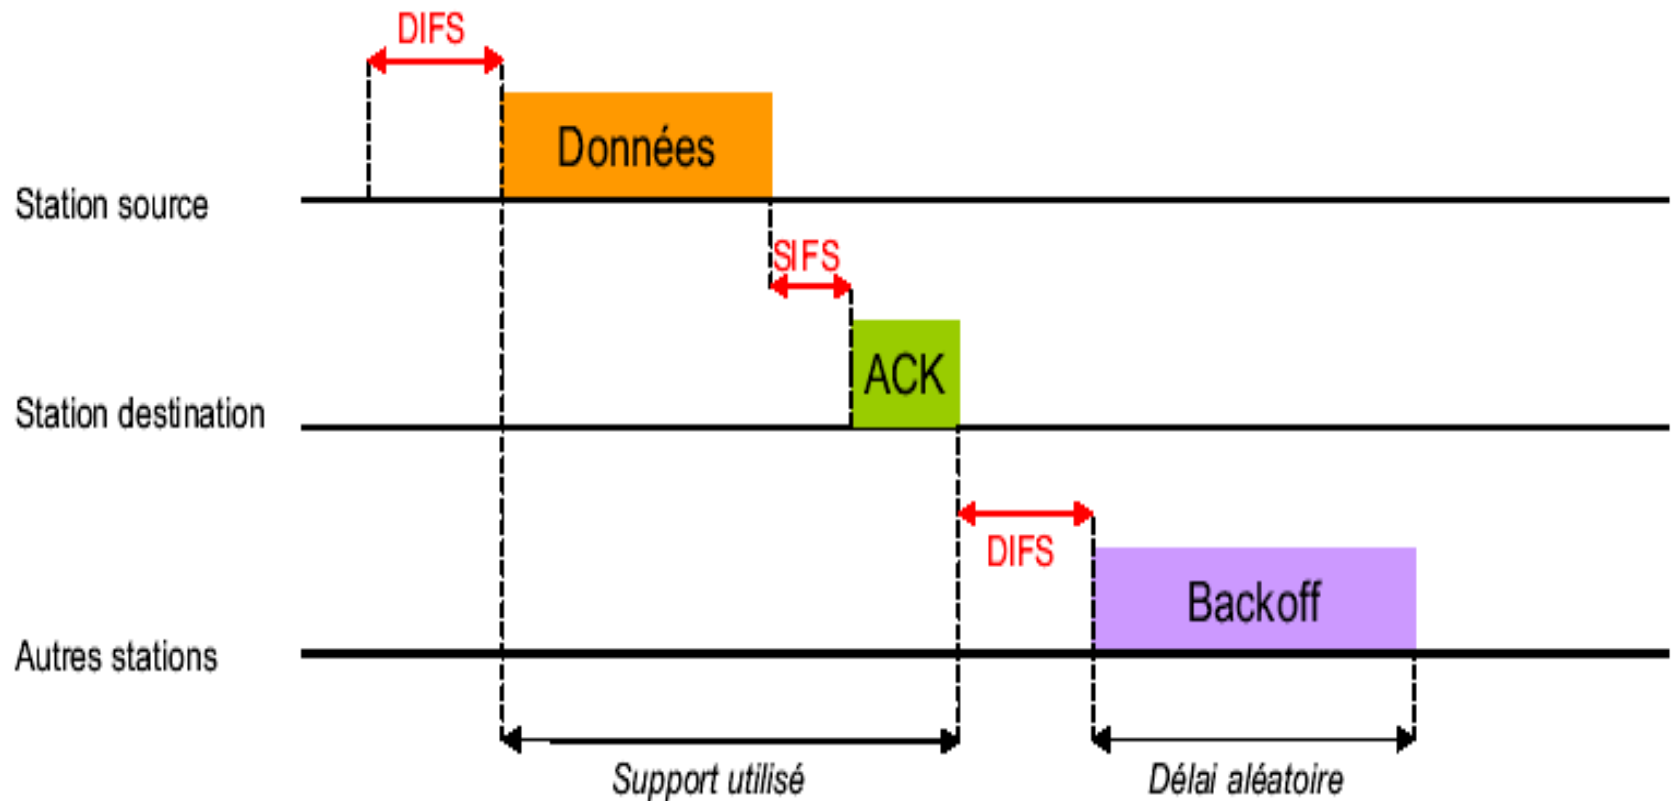 DIFS
Données
Station source
SIFS
ACK
Station destination
DIFS
Backoff
Autres stations
Support utilisé
Délai aléatoire